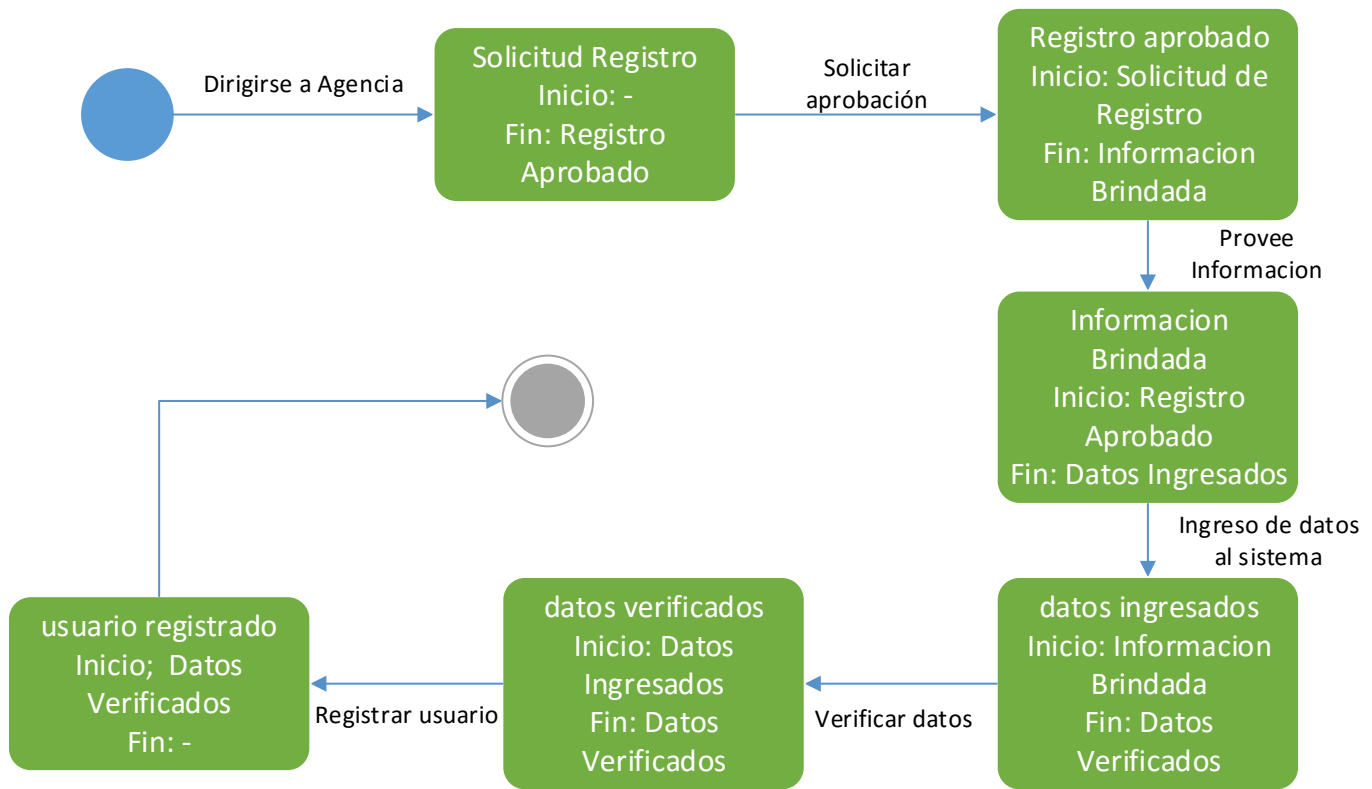 Dirigirse a Agencia
Solicitud Registro
Inicio: -
Fin: Registro
Aprobado
Solicitar
aprobación
Registro aprobado
Inicio: Solicitud de
Registro
Fin: Informacion
Brindada
Provee
Informacion
Informacion
Brindada
Inicio: Registro
Aprobado
Fin: Datos Ingresados
Ingreso de datos
al sistema
datos ingresados
Inicio: Informacion
Brindada
Fin: Datos
Verificados
Verificar datos
datos verificados
Inicio: Datos
Ingresados
Fin: Datos
Verificados
Registrar usuario
usuario registrado
Inicio; Datos
Verificados
Fin: -